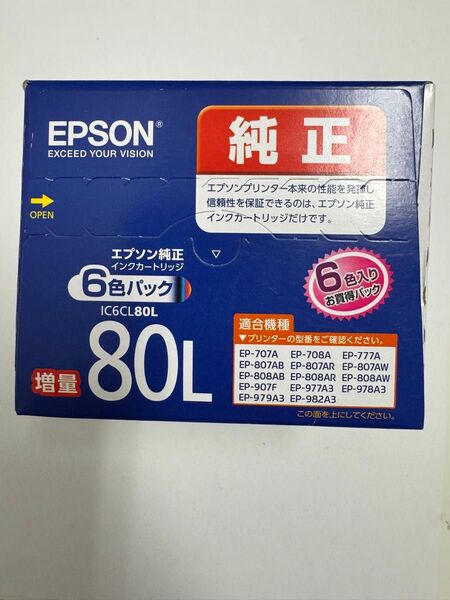 EPSON®
EXCEED YOUR VISION
純正
エプソンプリンター本来の性能を発揮し
信頼性を保証できるのは、エプソン純正
インクカートリッジだけです。
OPEN
エプソン純正
インクカートリッジ
6色パック
IC6CL80L
増量
80L
6色入り
お買得パック
適合機種
▼プリンターの型番をご確認ください。
EP-707A EP-708A EP-777A
EP-807AB EP-807AR EP-807AW
EP-808AB EP-808AR EP-808AW
EP-907F EP-977A3 EP-978A3
EP-979A3 EP-982A3
この面を上にしてください。